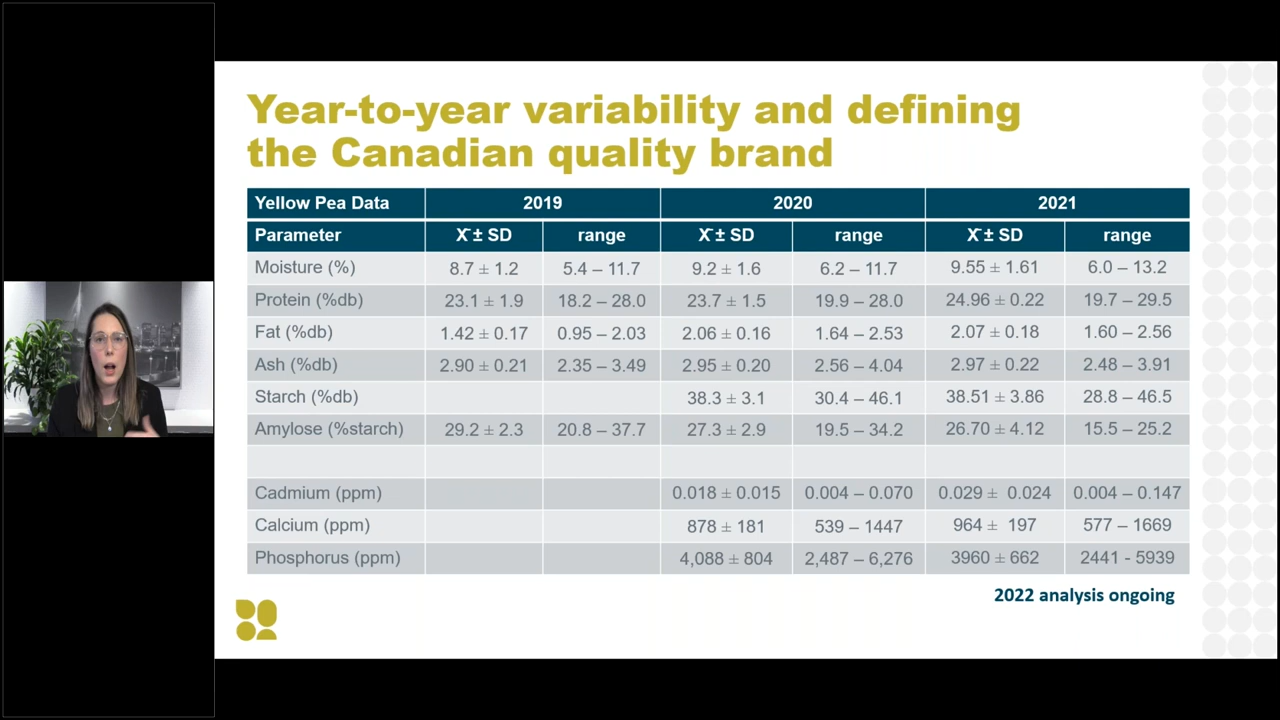 Year-to-year variability and defining
the Canadian quality brand
Yellow Pea Data 2019 2020 2021
Parameter X̄ ± SD range X̄ ± SD range X̄ ± SD range
Moisture (%) 8.7 ± 1.2 5.4 – 11.7 9.2 ± 1.6 6.2 – 11.7 9.55 ± 1.61 6.0 – 13.2
Protein (%db) 23.1 ± 1.9 18.2 – 28.0 23.7 ± 1.5 19.9 – 28.0 24.96 ± 0.22 19.7 – 29.5
Fat (%db) 1.42 ± 0.17 0.95 – 2.03 2.06 ± 0.16 1.64 – 2.53 2.07 ± 0.18 1.60 – 2.56
Ash (%db) 2.90 ± 0.21 2.35 – 3.49 2.95 ± 0.20 2.56 – 4.04 2.97 ± 0.22 2.48 – 3.91
Starch (%db) 38.3 ± 3.1 30.4 – 46.1 38.51 ± 3.86 28.8 – 46.5
Amylose (%starch) 29.2 ± 2.3 20.8 – 37.7 27.3 ± 2.9 19.5 – 34.2 26.70 ± 4.12 15.5 – 25.2
Cadmium (ppm) 0.018 ± 0.015 0.004 – 0.070 0.029 ± 0.024 0.004 – 0.147
Calcium (ppm) 878 ± 181 539 – 1447 964 ± 197 577 – 1669
Phosphorus (ppm) 4,088 ± 804 2,487 – 6,276 3960 ± 662 2441 - 5939
2022 analysis ongoing